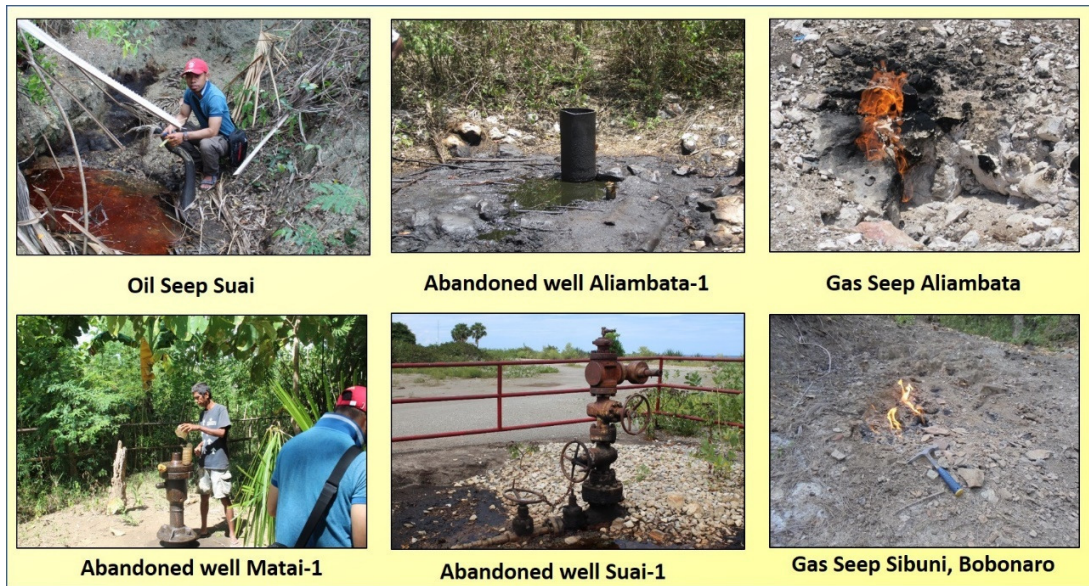 Oil Seep Suai
Abandoned well Aliambata-1
Gas Seep Aliambata
Abandoned well Matai-1
Abandoned well Suai-1
Gas Seep Sibuni, Bobonaro